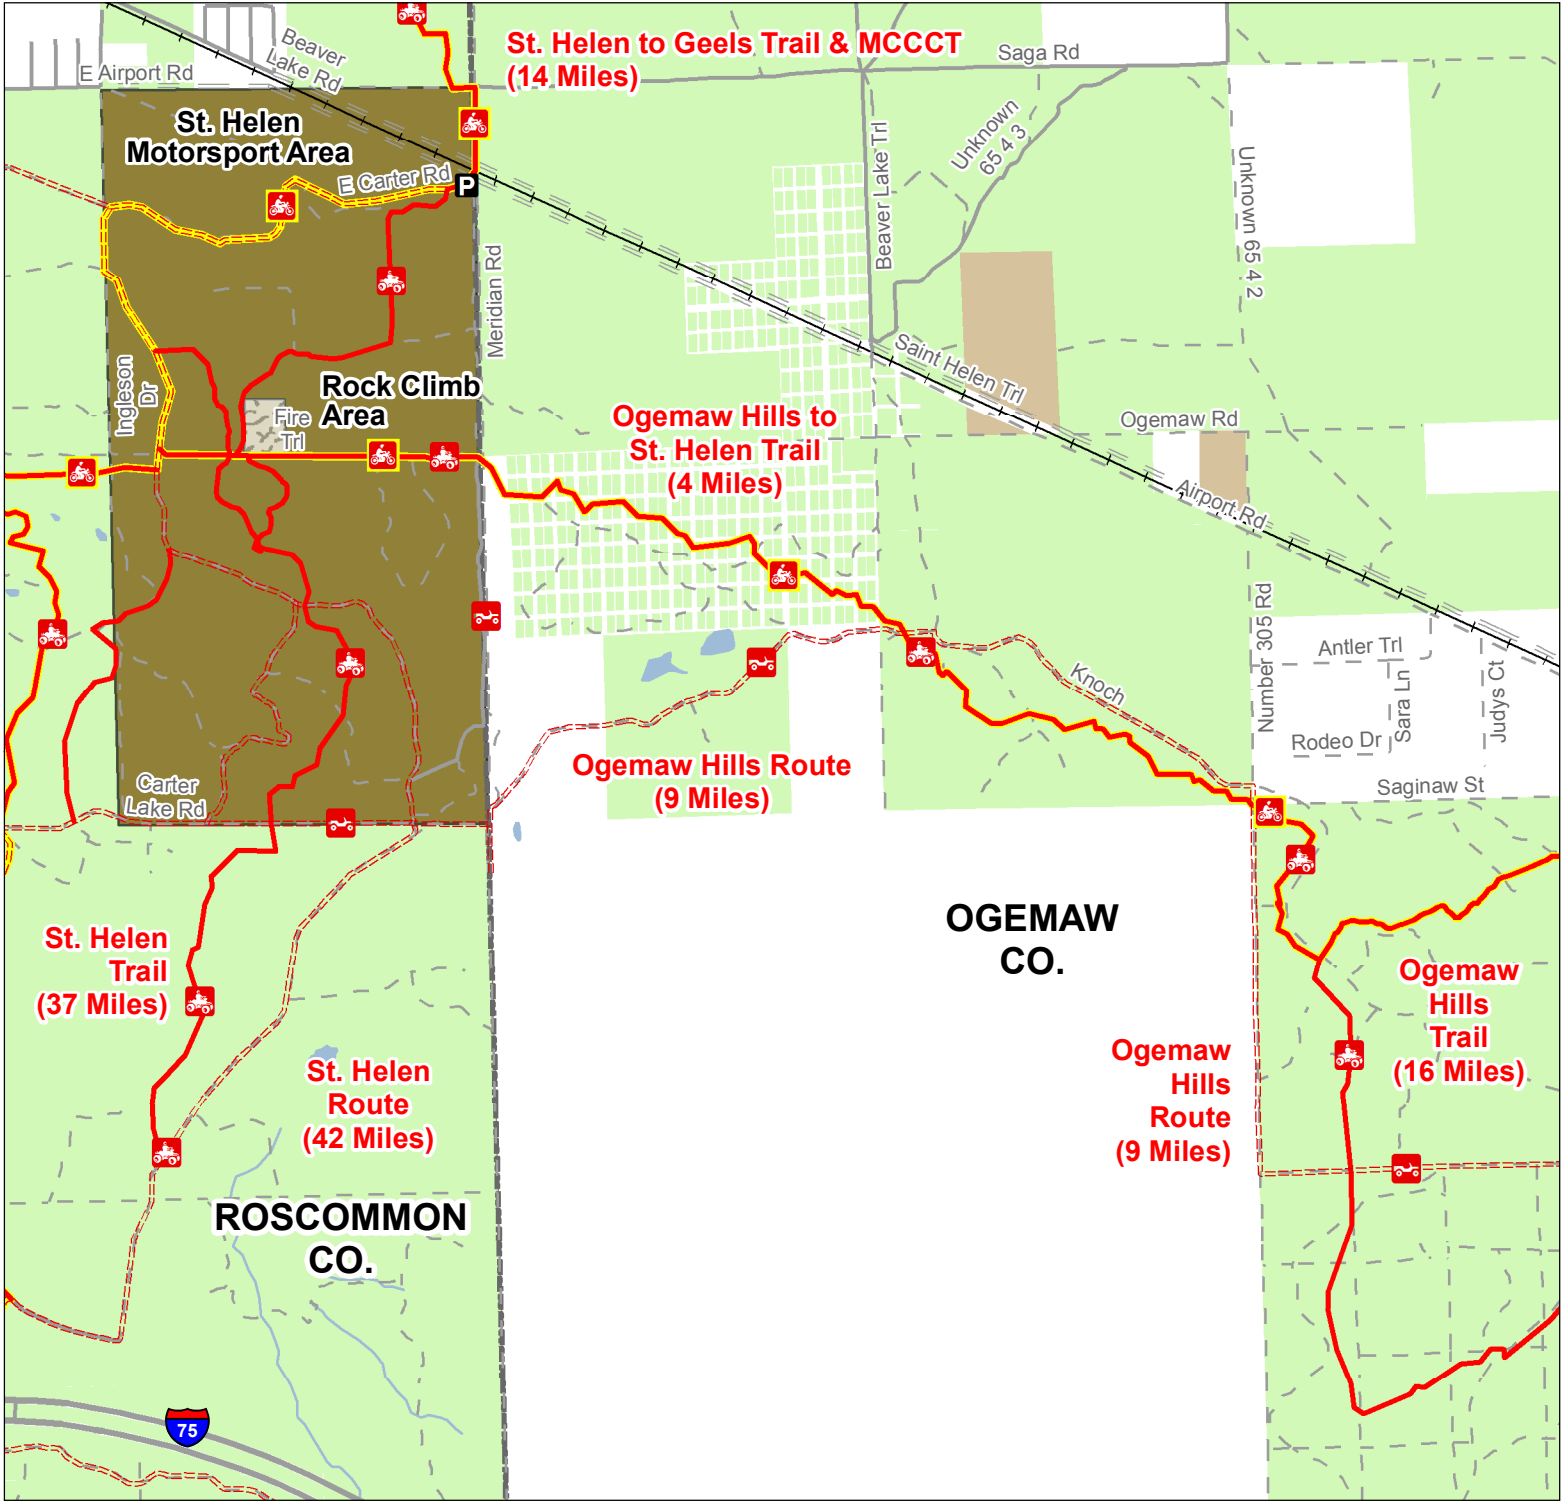 St. Helen to Geels Trail & MCCCT
(14 Miles)
Saga Rd
Beaver
Lake Rd
E Airport Rd
St. Helen
Motorsport Area
E Carter Rd
P
Unknown
65 4 3
Beaver Lake Trl
Unknown 65 4 2
Meridian Rd
Saint Helen Trl
Ingleson
Dr
Rock Climb
Area
Fire
Trl
Ogemaw Hills to
St. Helen Trail
(4 Miles)
Ogemaw Rd
Airport Rd
Number 305 Rd
Antler Trl
Sara Ln
Judys Ct
Rodeo Dr
Knoch
Saginaw St
Carter
Lake Rd
Ogemaw Hills Route
(9 Miles)
OGEMAW
CO.
St. Helen
Trail
(37 Miles)
Ogemaw
Hills
Trail
(16 Miles)
Ogemaw
Hills
Route
(9 Miles)
St. Helen
Route
(42 Miles)
ROSCOMMON
CO.
75